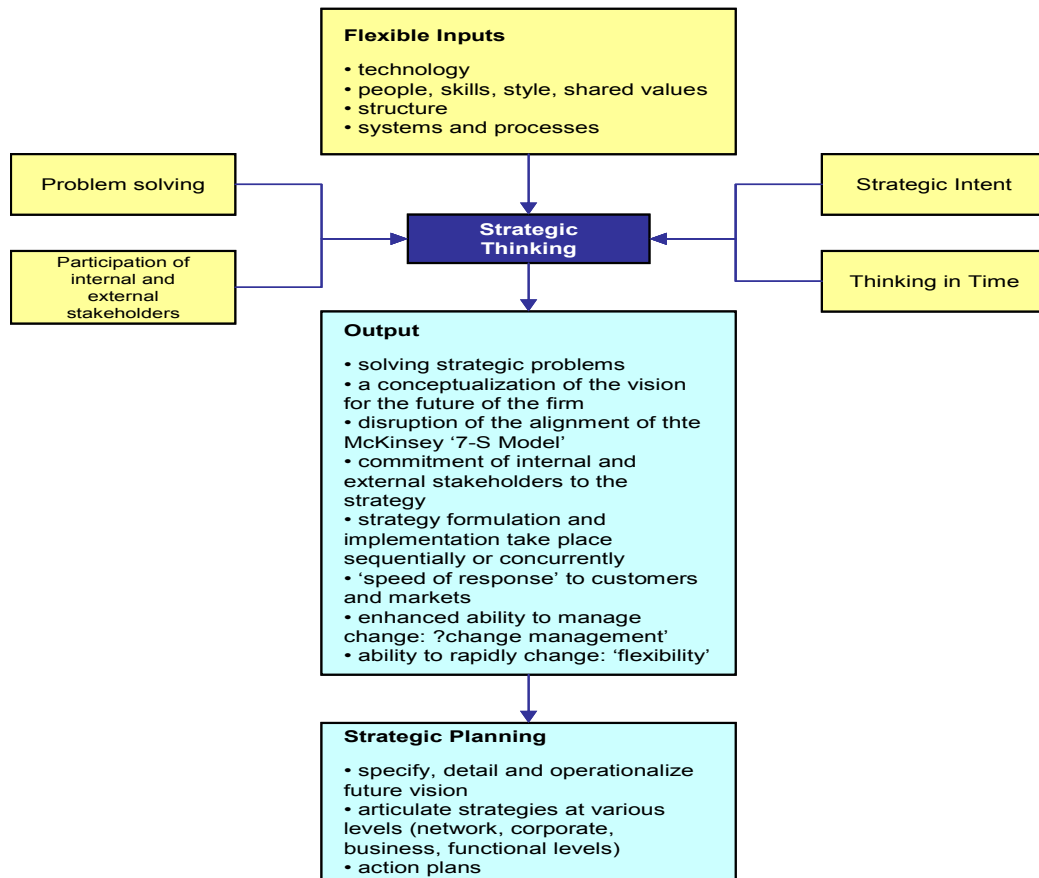 Flexible Inputs
• technology
• people, skills, style, shared values
• structure
• systems and processes
Problem solving
Participation of
internal and
external
stakeholders
Strategic
Thinking
Strategic Intent
Thinking in Time
Output
• solving strategic problems
• a conceptualization of the vision
for the future of the firm
• disruption of the alignment of thte
McKinsey ‘7-S Model’
• commitment of internal and
external stakeholders to the
strategy
• strategy formulation and
implementation take place
sequentially or concurrently
• ‘speed of response’ to customers
and markets
• enhanced ability to manage
change: ?change management’
• ability to rapidly change: ‘flexibility’
Strategic Planning
• specify, detail and operationalize
future vision
• articulate strategies at various
levels (network, corporate,
business, functional levels)
• action plans